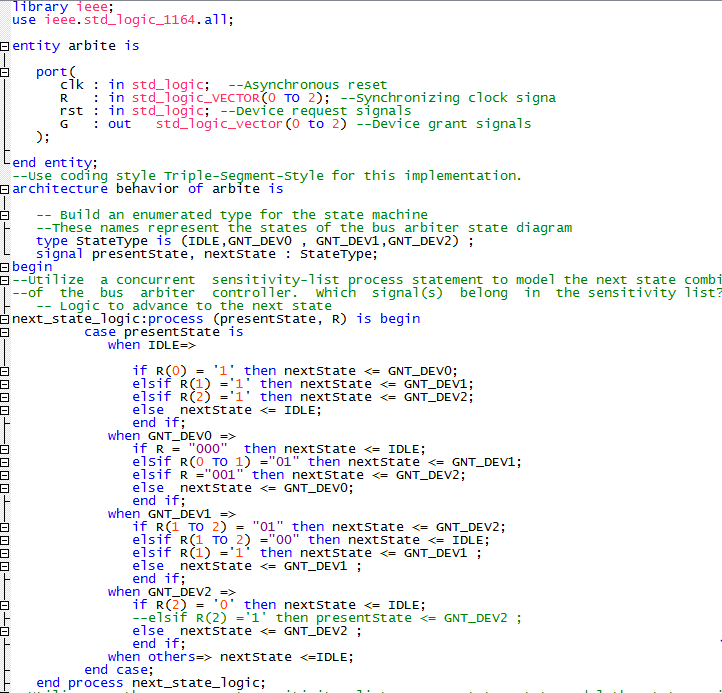 library ieee;
use ieee.std_logic_1164.all;
entity arbite is
port(
clk : in std_logic;  --Asynchronous reset
R   : in std_logic_VECTOR(0 TO 2); --Synchronizing clock signa
rst : in std_logic; --Device request signals
G   : out   std_logic_vector(0 to 2) --Device grant signals
);
end entity;
--Use coding style Triple-Segment-Style for this implementation.
architecture behavior of arbite is
-- Build an enumerated type for the state machine
--These names represent the states of the bus arbiter state diagram
type StateType is (IDLE,GNT_DEV0 , GNT_DEV1,GNT_DEV2) ;
signal presentState, nextState : StateType;
begin
--Utilize  a  concurrent  sensitivity-list process statement to model the next state combi
--of  the  bus  arbiter  controller.  Which  signal(s)  belong  in  the sensitivity list?
-- Logic to advance to the next state
next_state_logic:process (presentState, R) is begin
case presentState is
when IDLE=>
if R(0) = '1' then nextState <= GNT_DEV0;
elsif R(1) ='1' then nextState <= GNT_DEV1;
elsif R(2) ='1' then nextState <= GNT_DEV2;
else  nextState <= IDLE;
end if;
when GNT_DEV0 =>
if R = "000"  then nextState <= IDLE;
elsif R(0 TO 1) ="01" then nextState <= GNT_DEV1;
elsif R ="001" then nextState <= GNT_DEV2;
else  nextState <= GNT_DEV0;
end if;
when GNT_DEV1 =>
if R(1 TO 2) = "01" then nextState <= GNT_DEV2;
elsif R(1 TO 2) ="00" then nextState <= IDLE;
elsif R(1) ='1' then nextState <= GNT_DEV1 ;
else  nextState <= GNT_DEV1 ;
end if;
when GNT_DEV2 =>
if R(2) = '0' then nextState <= IDLE;
--elsif R(2) ='1' then presentState <= GNT_DEV2 ;
else  nextState <= GNT_DEV2 ;
end if;
when others=> nextState <=IDLE;
end case;
end process next_state_logic;